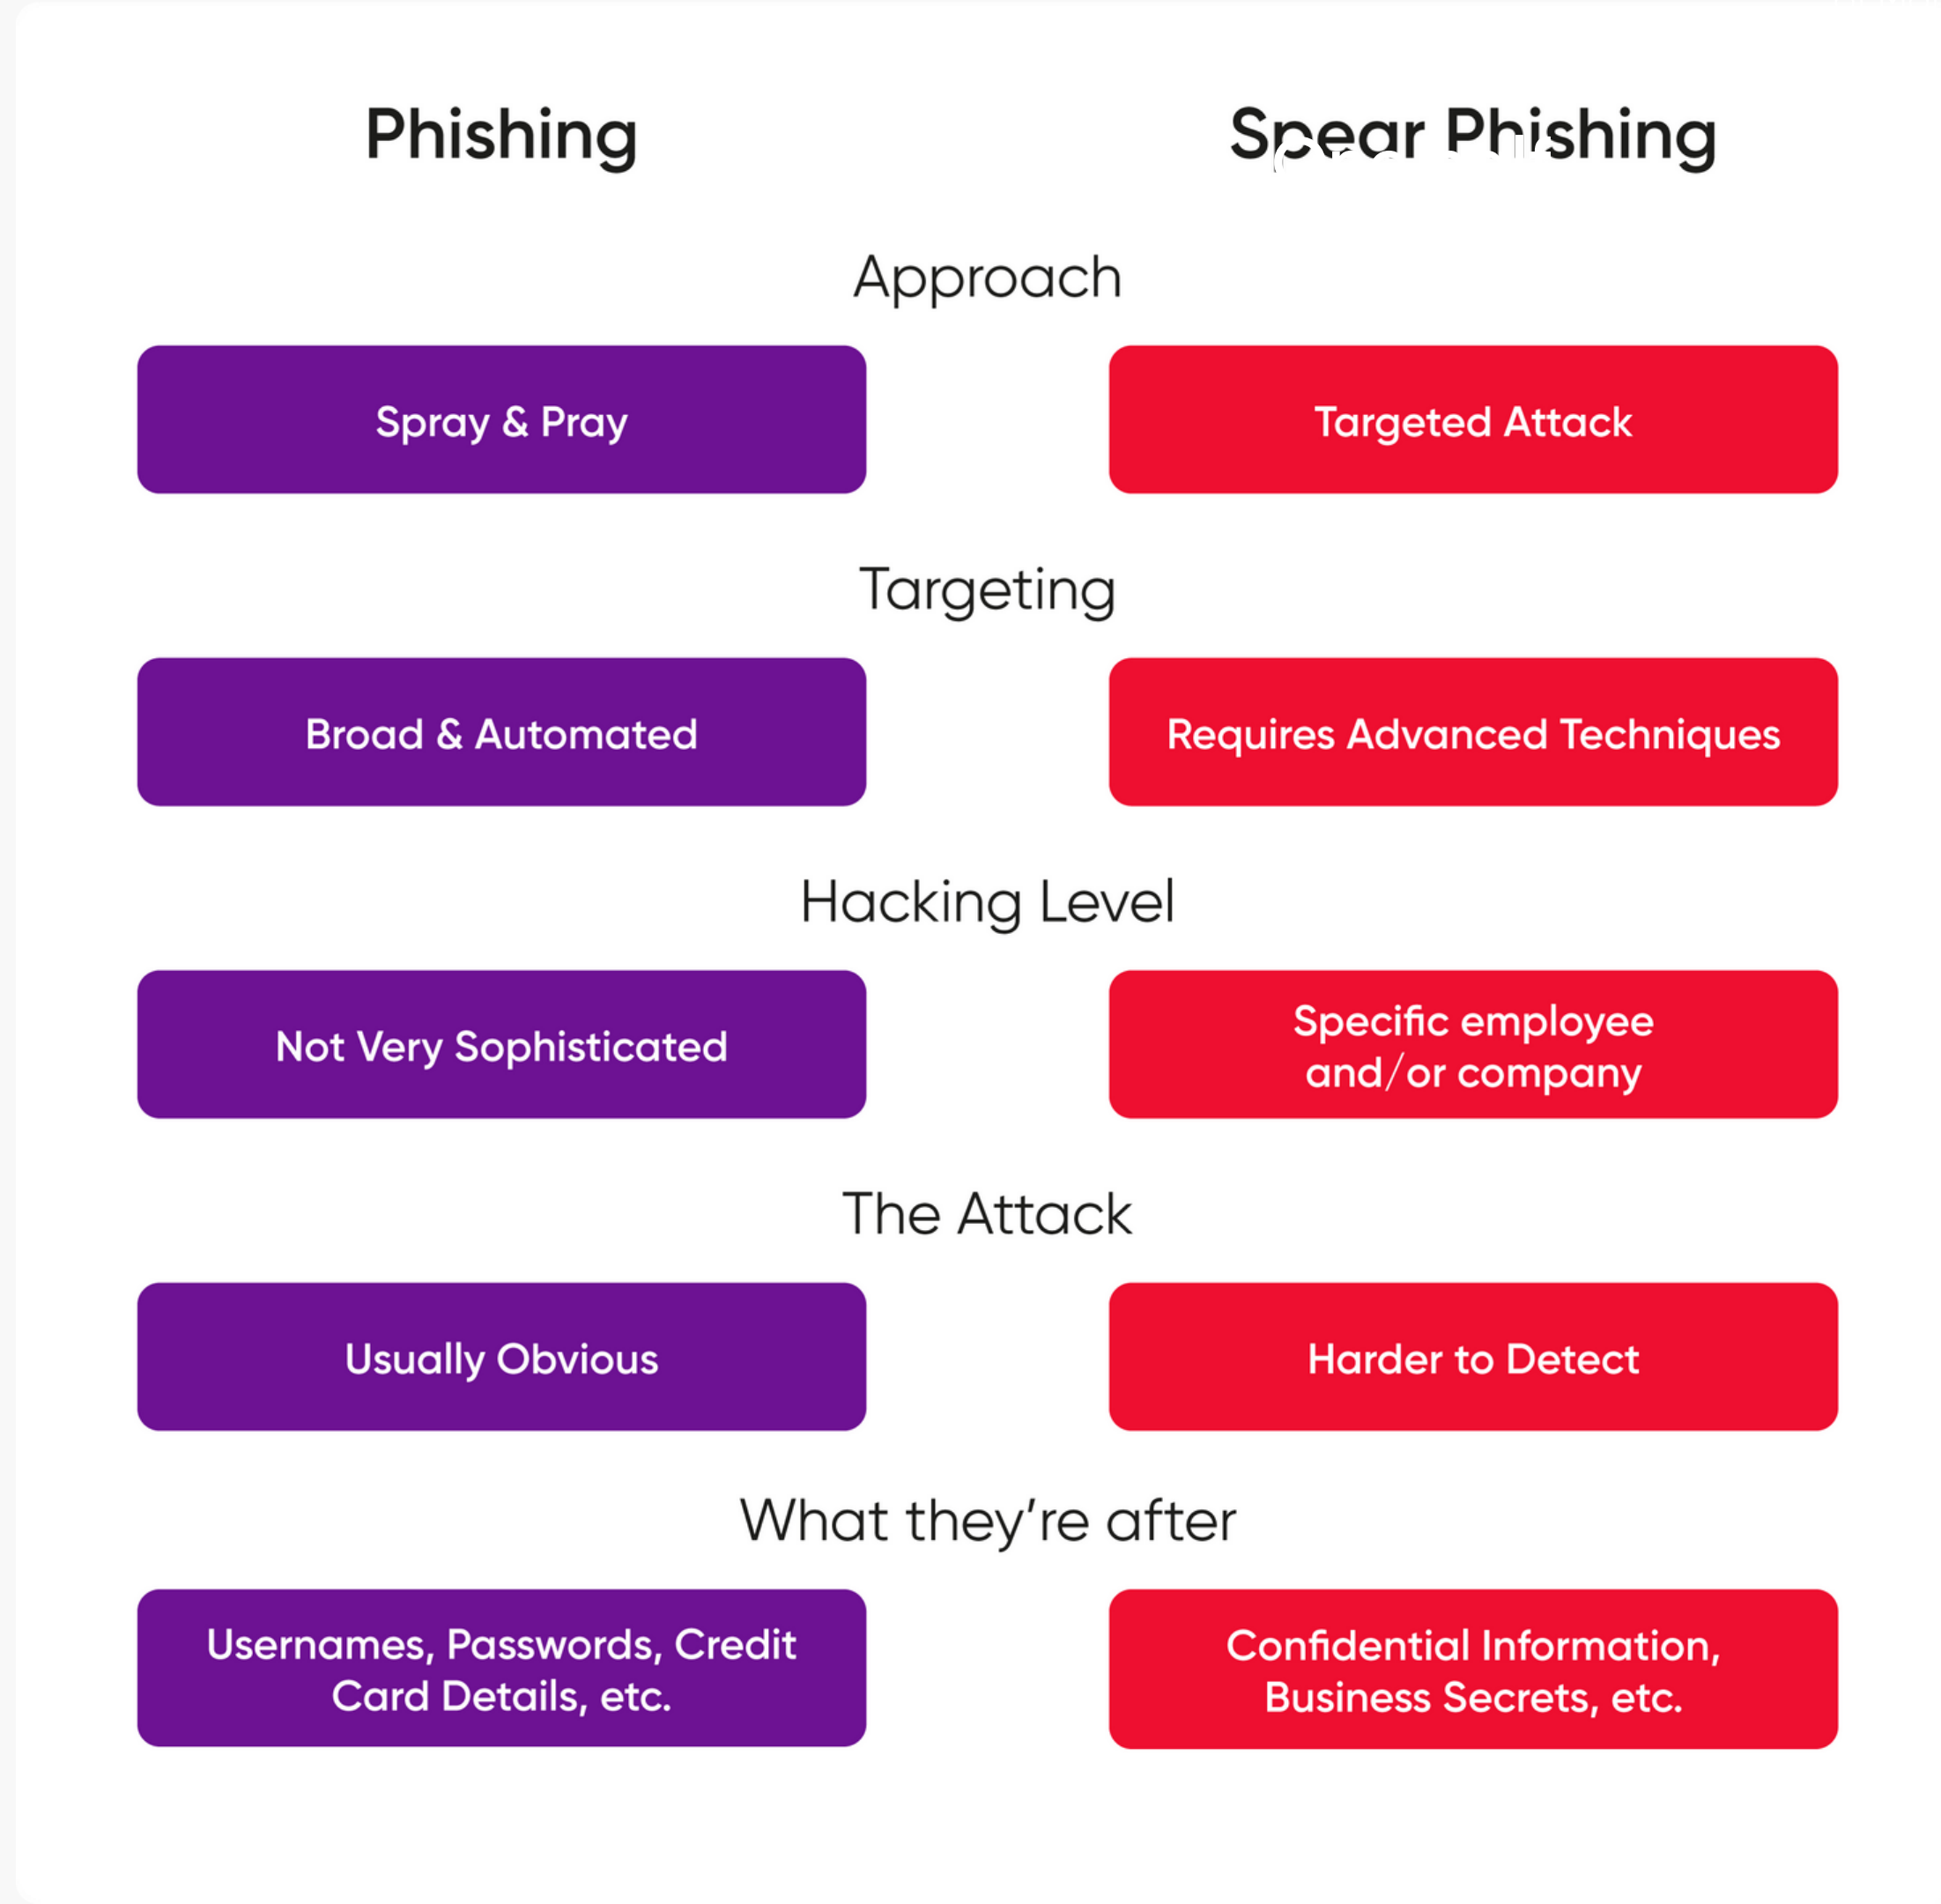 Phishing
Spear Phishing
Approach
Spray & Pray
Targeted Attack
Targeting
Broad & Automated
Requires Advanced Techniques
Hacking Level
Not Very Sophisticated
Specific employee
and/or company
The Attack
Usually Obvious
Harder to Detect
What they’re after
Usernames, Passwords, Credit
Card Details, etc.
Confidential Information,
Business Secrets, etc.